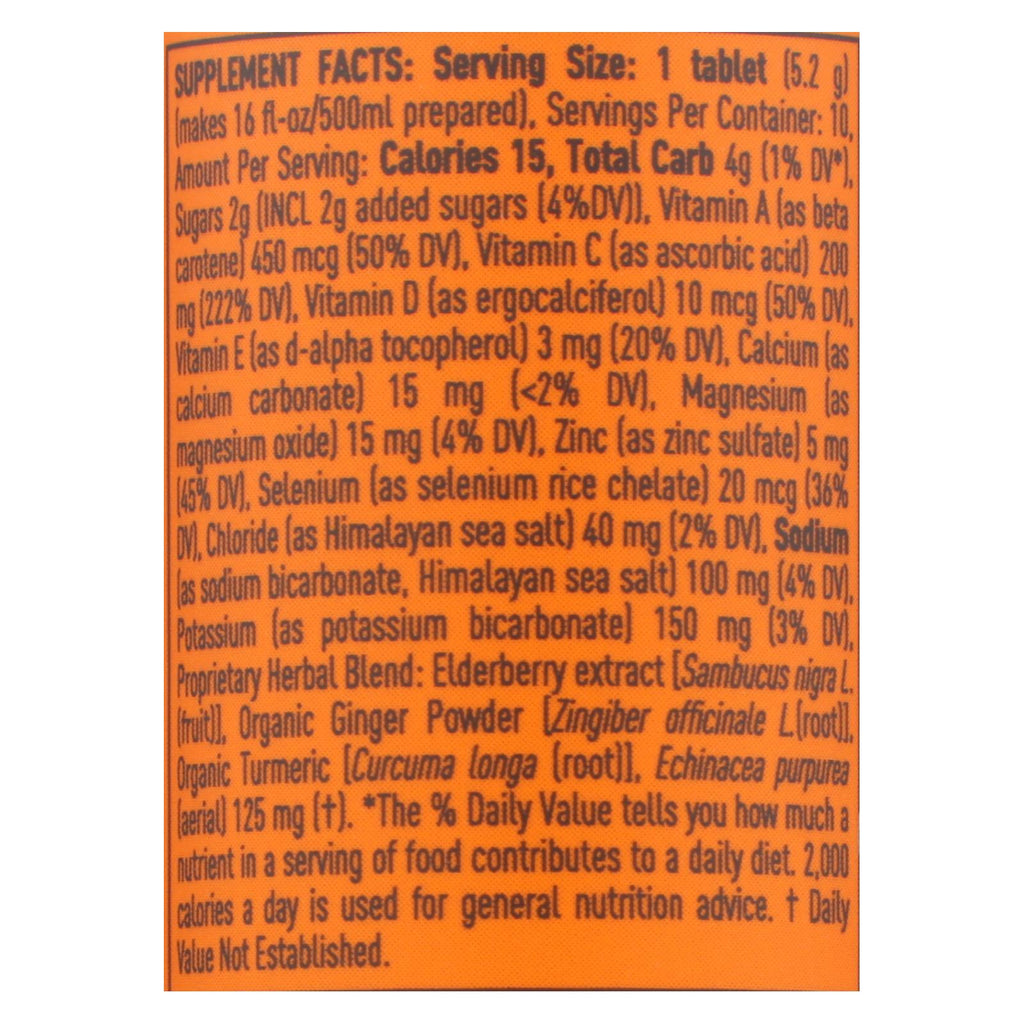 SUPPLEMENT FACTS: Serving Size: 1 tablet (5.2 g)
(makes 16 fl-oz/500ml prepared), Servings Per Container: 10,
Amount Per Serving: Calories 15, Total Carb 4g (1% DV*),
Sugars 2g (INCL 2g added sugars (4%DV)), Vitamin A (as beta
carotene) 450 mcg (50% DV), Vitamin C (as ascorbic acid) 200
mg (222% DV), Vitamin D (as ergocalciferol) 10 mcg (50% DV),
Vitamin E (as d-alpha tocopherol) 3 mg (20% DV), Calcium (as
calcium carbonate) 15 mg (<2% DV), Magnesium (as
magnesium oxide) 15 mg (4% DV), Zinc (as zinc sulfate) 5 mg
(45% DV), Selenium (as selenium rice chelate) 20 mcg (36%
DV), Chloride (as Himalayan sea salt) 40 mg (2% DV), Sodium
(as sodium bicarbonate, Himalayan sea salt) 100 mg (4% DV),
Potassium (as potassium bicarbonate) 150 mg (3% DV),
Proprietary Herbal Blend: Elderberry extract [Sambucus nigra L.
(fruit)], Organic Ginger Powder [Zingiber officinale L.(root)],
Organic Turmeric [Curcuma longa (root)], Echinacea purpurea
(aerial) 125 mg (†). *The % Daily Value tells you how much a
nutrient in a serving of food contributes to a daily diet. 2,000
calories a day is used for general nutrition advice. † Daily
Value Not Established.